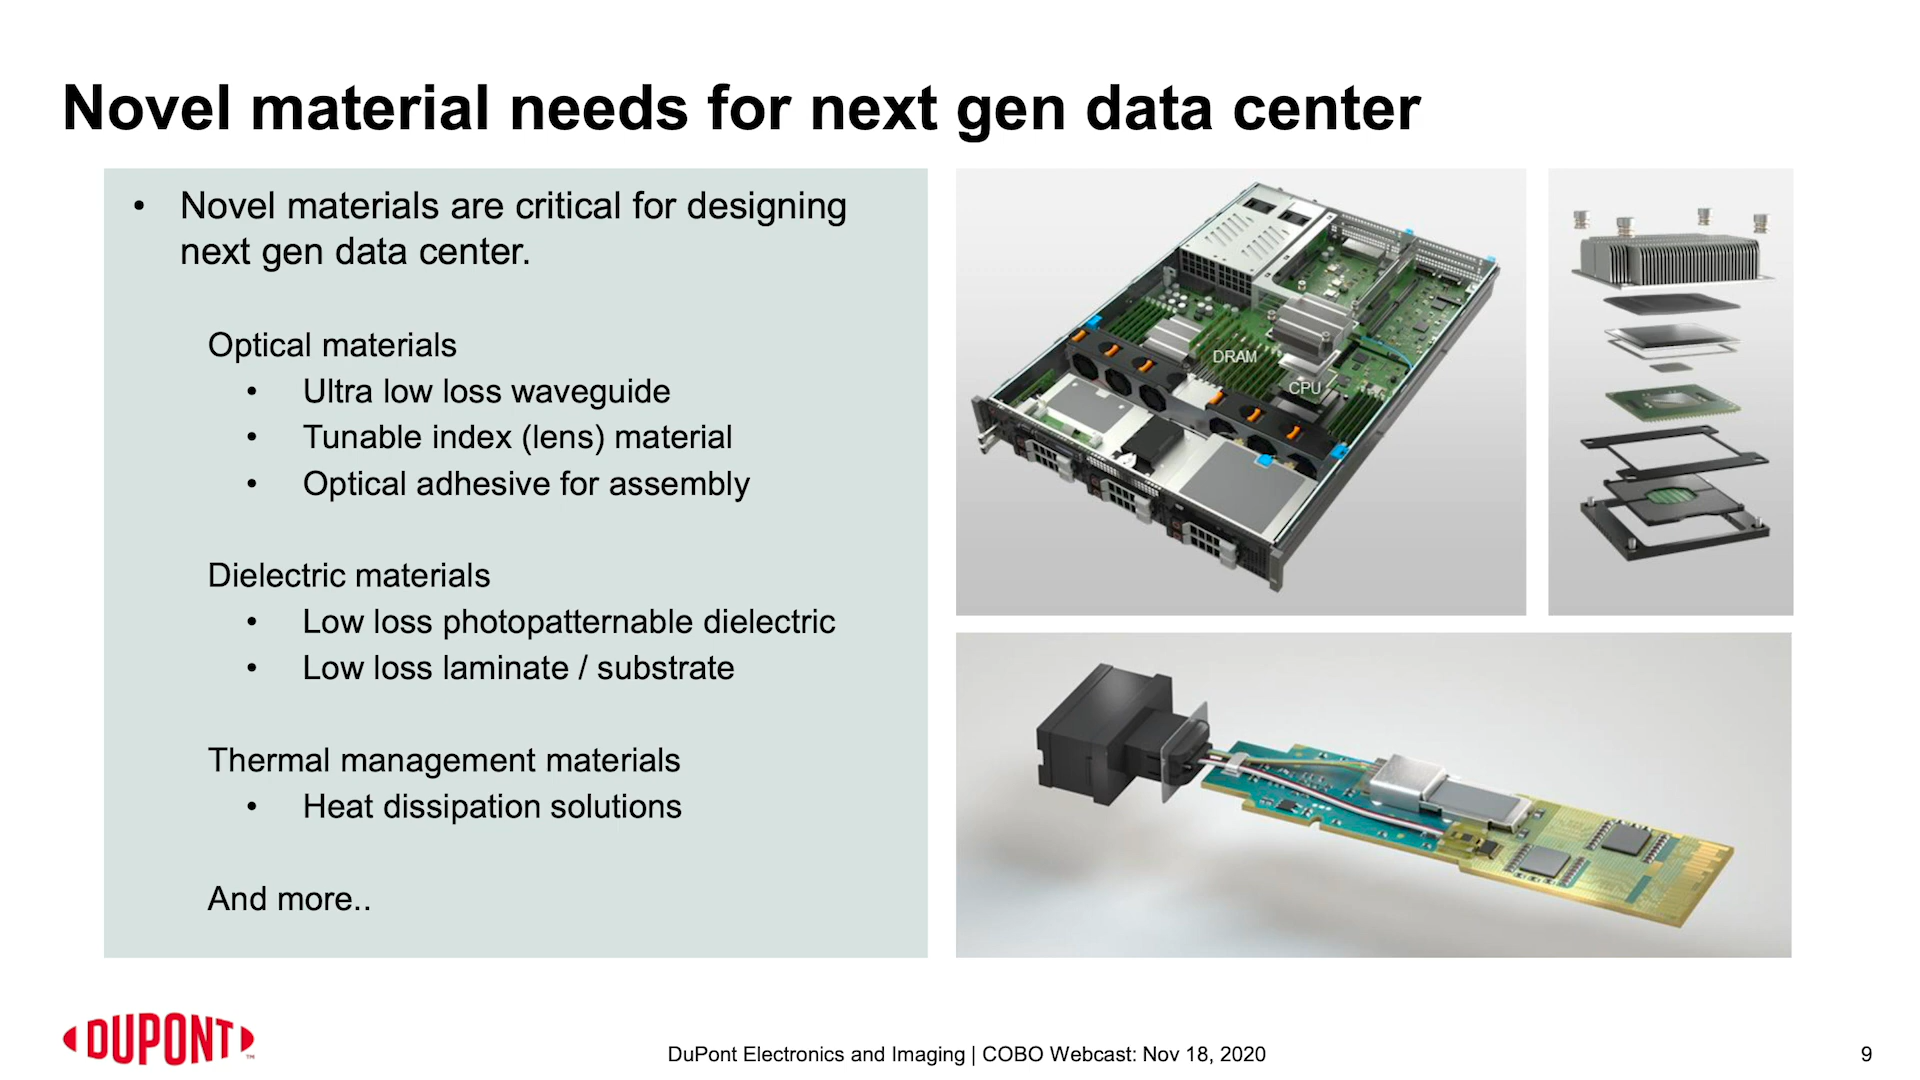 Novel material needs for next gen data center
• Novel materials are critical for designing
next gen data center.
Optical materials
• Ultra low loss waveguide
• Tunable index (lens) material
• Optical adhesive for assembly
Dielectric materials
• Low loss photopatternable dielectric
• Low loss laminate / substrate
Thermal management materials
• Heat dissipation solutions
And more..
DRAM
CPU
DUPONT™
DuPont Electronics and Imaging | COBO Webcast: Nov 18, 2020
9